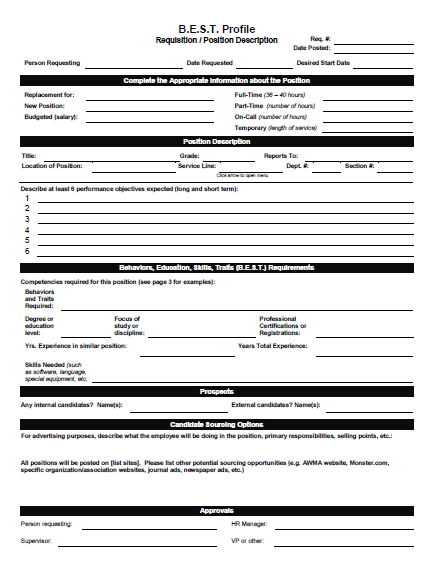 B.E.S.T. Profile
Requisition / Position Description
Req. #:
Date Posted:
Person Requesting Date Requested Desired Start Date
Complete the Appropriate Information about the Position
Replacement for: Full-Time (36 – 40 hours)
New Position: Part-Time (number of hours)
Budgeted (salary): On-Call (number of hours)
Temporary (length of service)
Position Description
Title: Grade: Reports To:
Location of Position: Service Line: Dept. #: Section #:
Click arrow to open menu
Describe at least 6 performance objectives expected (long and short term):
1
2
3
4
5
6
Behaviors, Education, Skills, Traits (B.E.S.T.) Requirements
Competencies required for this position (see page 3 for examples):
Behaviors
and Traits
Required:
Degree or Focus of Professional
education study or Certifications or
level: discipline: Registrations:
Yrs. Experience in similar position: Years Total Experience:
Skills Needed (such
as software, language,
special equipment, etc,
Prospects
Any internal candidates? Name(s): External candidates? Name(s):
Candidate Sourcing Options
For advertising purposes, describe what the employee will be doing in the position, primary responsibilities, selling points, etc.:
All positions will be posted on [list sites]. Please list other potential sourcing opportunities (e.g. AWMA website, Monster.com,
specific organization/association websites, journal ads, newspaper ads, etc.)
Approvals
Person requesting: HR Manager:
Supervisor: VP or other: